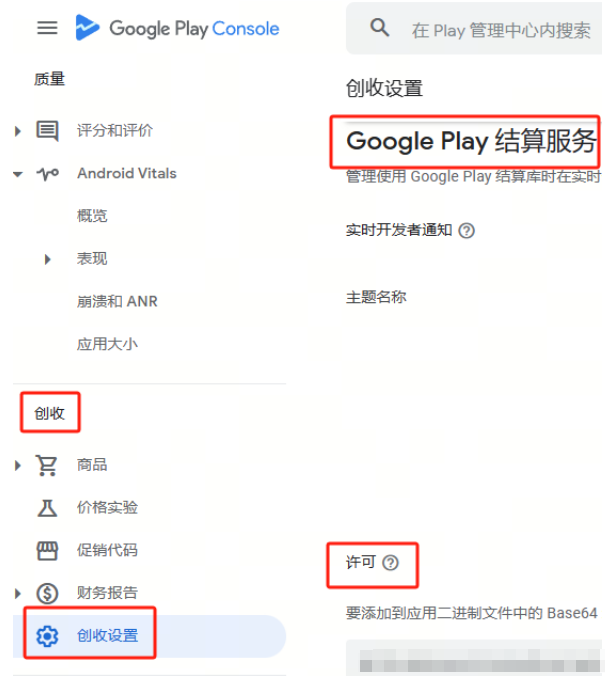 Google Play Console
质量
评分和评价
Android Vitals
概览
表现
崩溃和 ANR
应用大小
创收
商品
价格实验
促销代码
财务报告
创收设置
在 Play 管理中心内搜索
创收设置
Google Play 结算服务
管理使用 Google Play 结算库时在实时
实时开发者通知
主题名称
许可
要添加到应用二进制文件中的 Base64